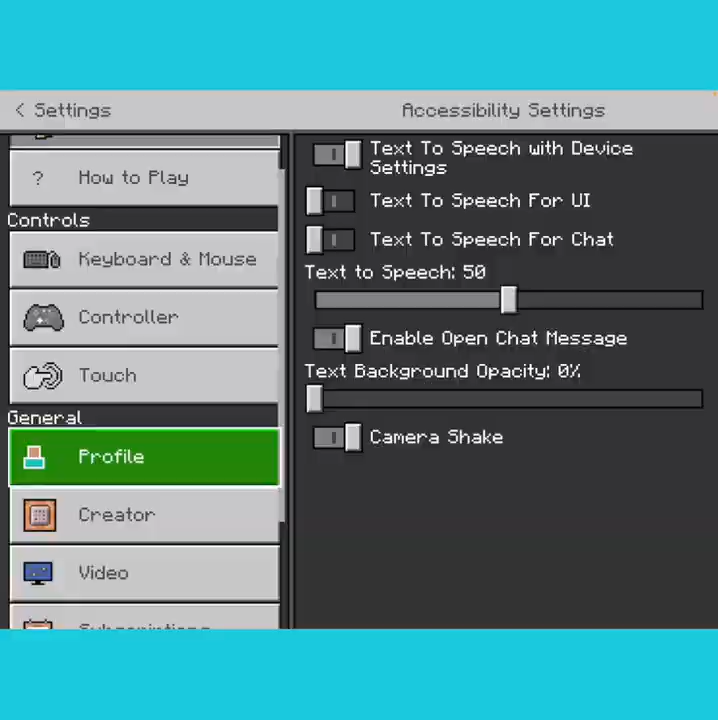 < Settings
Accessibility Settings
? How to Play
Controls
Keyboard & Mouse
Controller
Touch
General
Profile
Creator
Video
Subscriptions
Text To Speech with Device
Settings
Text To Speech For UI
Text To Speech For Chat
Text to Speech: 50
Enable Open Chat Message
Text Background Opacity: 0%
Camera Shake